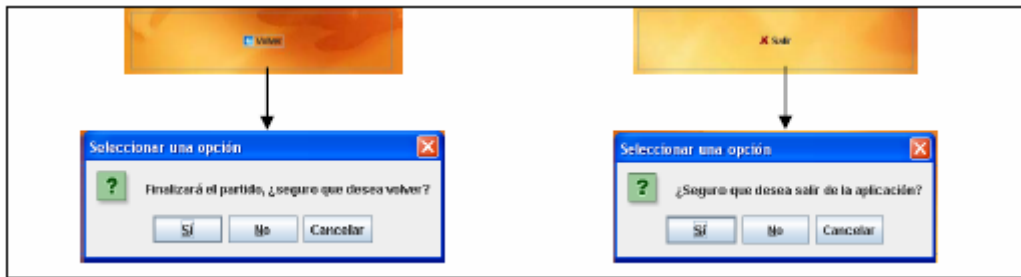 Volver
Salir
Seleccionar una opción
Finalizará el partido, ¿seguro que desea volver?
Sí No Cancelar
Seleccionar una opción
¿Seguro que desea salir de la aplicación?
Sí No Cancelar